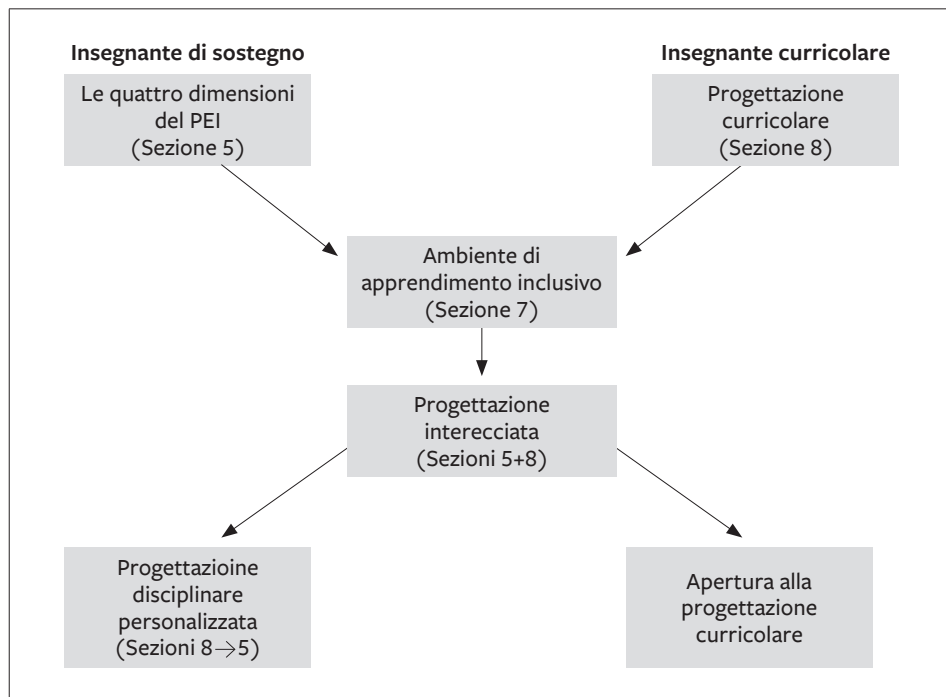 Insegnante di sostegno
Le quattro dimensioni
del PEI
(Sezione 5)
Insegnante curricolare
Progettazione
curricolare
(Sezione 8)
Ambiente di
apprendimento inclusivo
(Sezione 7)
Progettazione
interecciata
(Sezioni 5+8)
Progettazioine
disciplinare
personalizzata
(Sezioni 8→5)
Apertura alla
progettazione
curricolare